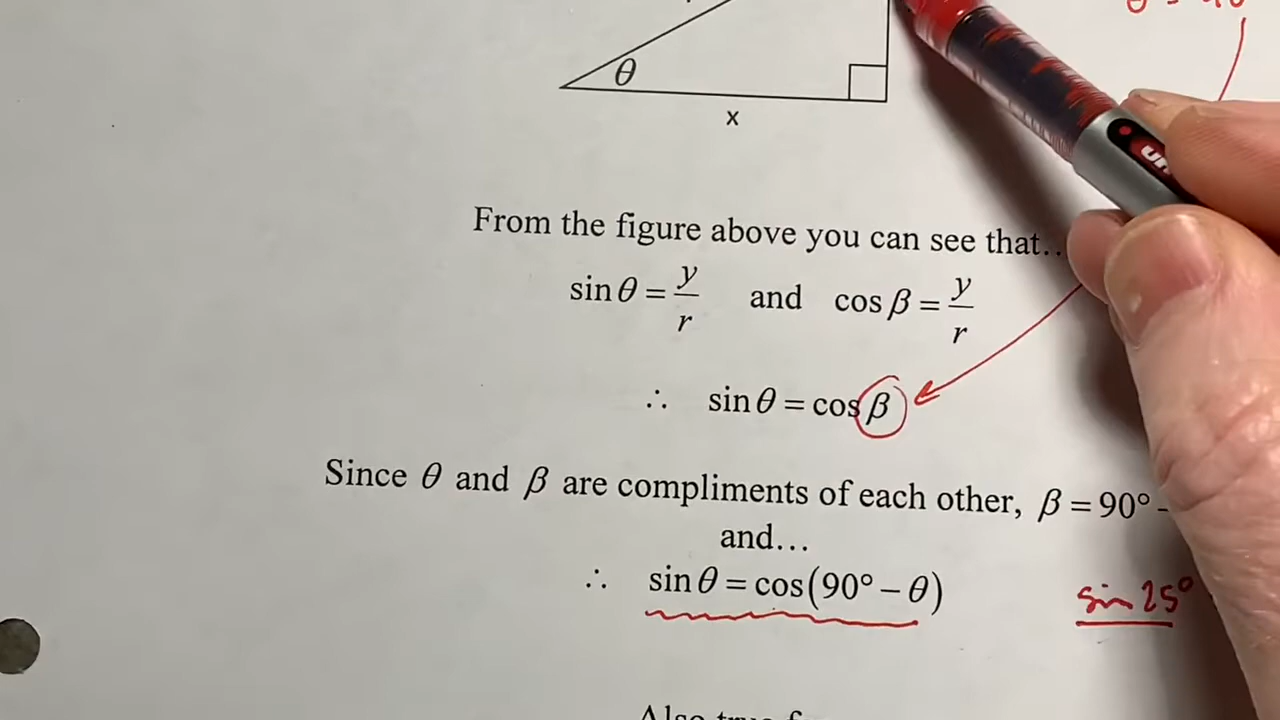 θ
x
From the figure above you can see that…
sin θ = y/r and cos β = y/r
∴ sin θ = cos β
Since θ and β are compliments of each other, β = 90° -
and…
∴ sin θ = cos(90° − θ)
sin 25°